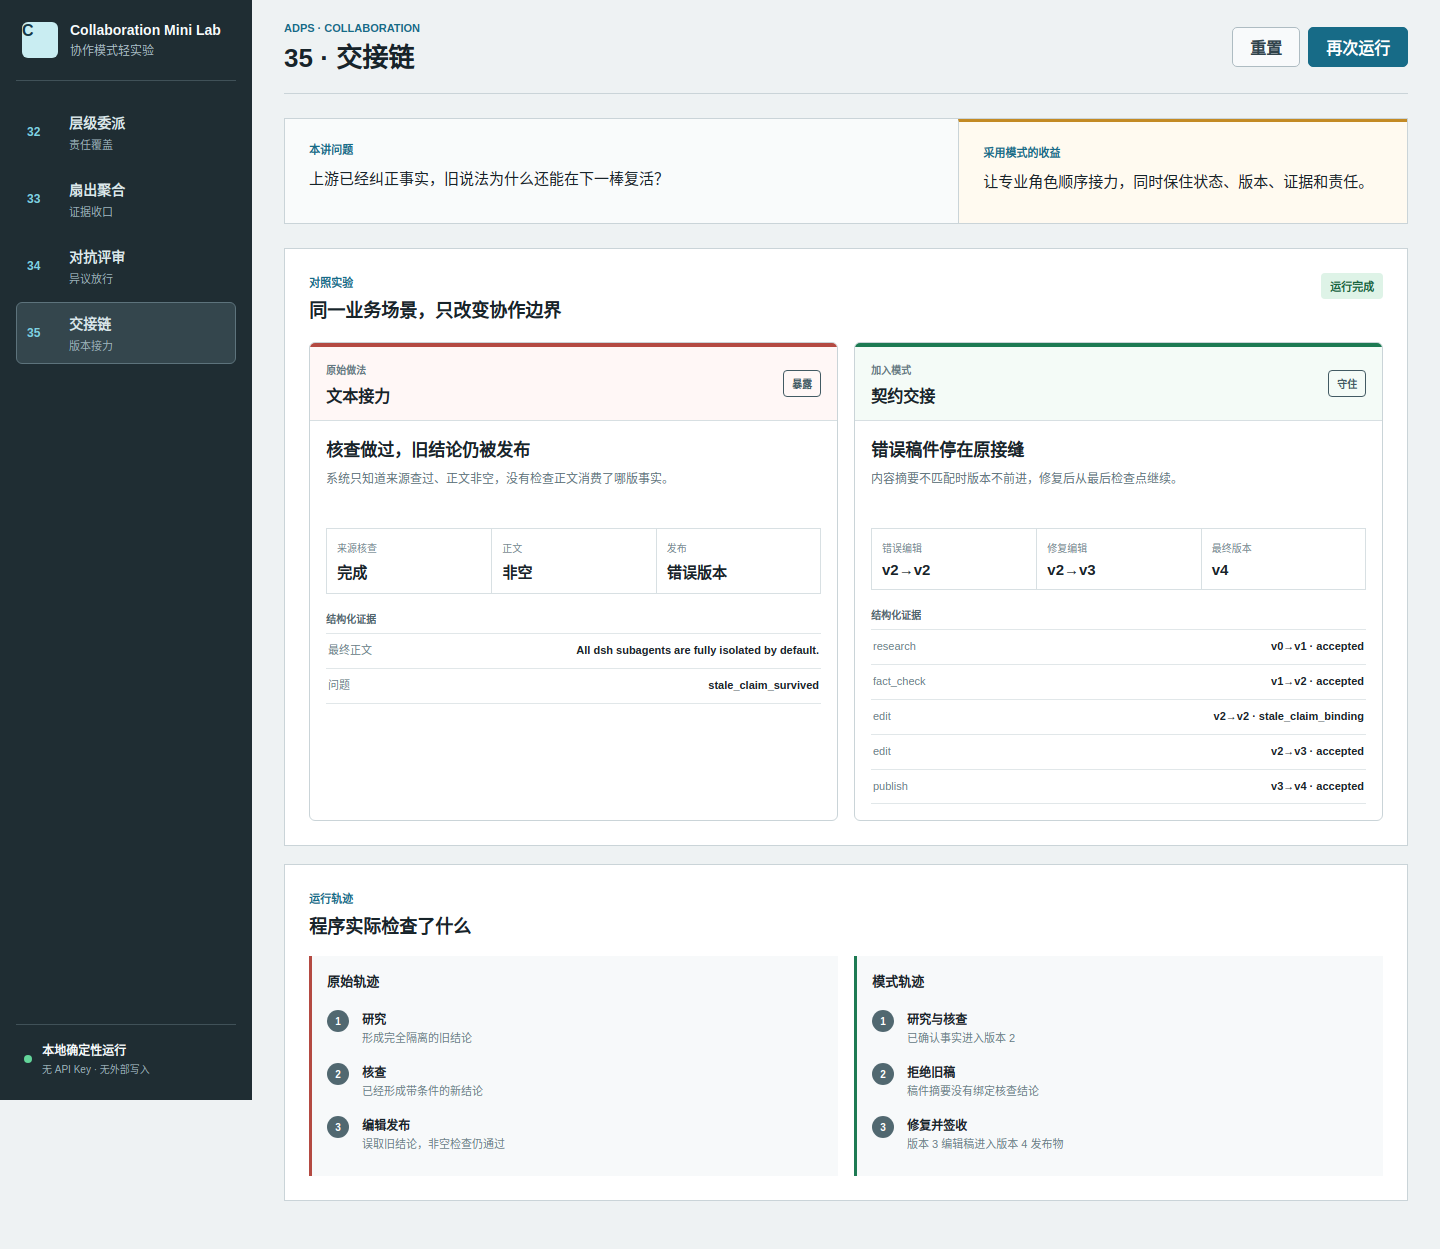 C
Collaboration Mini Lab
协作模式轻实验
32
层级委派
责任覆盖
33
扇出聚合
证据收口
34
对抗评审
异议放行
35
交接链
版本接力
本地确定性运行
无 API Key · 无外部写入
ADPS · COLLABORATION
35 · 交接链
重置
再次运行
本讲问题
上游已经纠正事实，旧说法为什么还能在下一棒复活？
采用模式的收益
让专业角色顺序接力，同时保住状态、版本、证据和责任。
对照实验
同一业务场景，只改变协作边界
运行完成
原始做法
文本接力
暴露
核查做过，旧结论仍被发布
系统只知道来源查过、正文非空，没有检查正文消费了哪版事实。
来源核查
完成
正文
非空
发布
错误版本
结构化证据
最终正文
All dsh subagents are fully isolated by default.
问题
stale_claim_survived
加入模式
契约交接
守住
错误稿件停在原接缝
内容摘要不匹配时版本不前进，修复后从最后检查点继续。
错误编辑
v2→v2
修复编辑
v2→v3
最终版本
v4
结构化证据
research
v0→v1 · accepted
fact_check
v1→v2 · accepted
edit
v2→v2 · stale_claim_binding
edit
v2→v3 · accepted
publish
v3→v4 · accepted
运行轨迹
程序实际检查了什么
原始轨迹
1
研究
形成完全隔离的旧结论
2
核查
已经形成带条件的新结论
3
编辑发布
误取旧结论，非空检查仍通过
模式轨迹
1
研究与核查
已确认事实进入版本 2
2
拒绝旧稿
稿件摘要没有绑定核查结论
3
修复并签收
版本 3 编辑稿进入版本 4 发布物